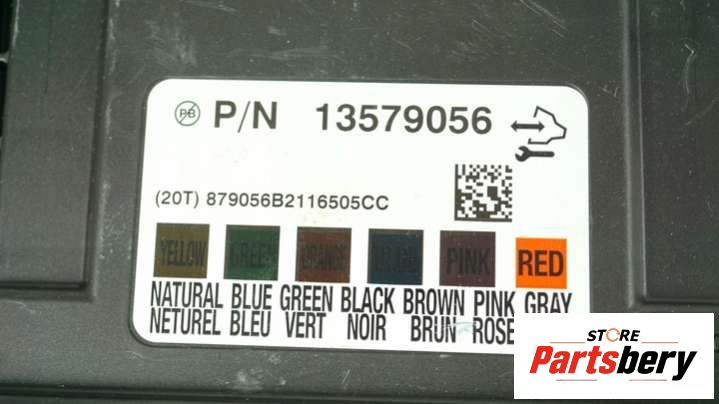 PB P/N 13579056
(20T) 879056B2116505CC
YELLOW GREEN ORANGE PINK RED
NATURAL BLUE GREEN BLACK BROWN PINK GRAY
NETUREL BLEU VERT NOIR BRUN ROSE
STORE
Partsbery